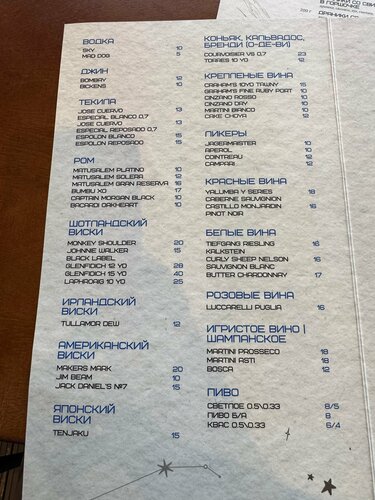 ВОДКА
SKY 10
MAD DOG 5
ДЖИН
BOMBAY 12
BICKENS 10
ТЕКИЛА
JOSE CUERVO 13
ESPECIAL BLANCO 0,7
JOSE CUERVO 13
ESPECIAL REPOSADO 0,7
ESPOLON BLANCO 15
ESPOLON REPOSADO 15
РОМ
MATUSALEM PLATINO 10
MATUSALEM SOLERA 12
MATUSALEM GRAN RESERVA 16
BUMBU XO 17
CAPTAIN MORGAN BLACK 10
BACARDI OAKHEART 10
ШОТЛАНДСКИЙ
ВИСКИ
MONKEY SHOULDER 20
JOHNNIE WALKER 15
BLACK LABEL
GLENFIDICH 12 YO 28
GLENFIDICH 15 YO 40
LAPHROAIG 10 YO 25
ИРЛАНДСКИЙ
ВИСКИ
TULLAMOR DEW 12
АМЕРИКАНСКИЙ
ВИСКИ
MAKERS MARK 20
JIM BEAM 10
JACK DANIEL'S №7 15
ЯПОНСКИЙ
ВИСКИ
TENJAKU 15
КОНЬЯК, КАЛЬВАДОС,
БРЕНДИ (О-ДЕ-ВИ)
COURVOISIER VS 0,7 23
TORRES 10 YO 12
КРЕПЛЕНЫЕ ВИНА
GRAHAM'S 10YO TAWNY 15
GRAHAM'S FINE RUBY PORT 10
CINZANO ROSSO 10
CINZANO DRY 10
MARTINI BIANCO 10
CAKE CHOYA 12
ЛИКЕРЫ
JAGERMASTER 10
APEROL 10
COINTREAU 12
CAMPARI 12
КРАСНЫЕ ВИНА
YALUMBA Y SERIES 18
CABERNE SAUVIGNON
CASTILLO MONJARDIN 16
PINOT NOIR
БЕЛЫЕ ВИНА
TIEFGANG RIESLING 16
KALKSTEIN
CURLY SHEEP NELSON 16
SAUVIGNON BLANC
BUTTER CHARDONNAY 17
РОЗОВЫЕ ВИНА
LUCCARELLI PUGLIA 16
ИГРИСТОЕ ВИНО |
ШАМПАНСКОЕ
MARTINI PROSSECO 18
MARTINI ASTI 18
BOSCA 12
ПИВО
СВЕТЛОЕ 0.5\0.33 8/5
ПИВО Б/А 8
КВАС 0.5\0.33 6/4
В ГОРШОЧКЕ
200 г